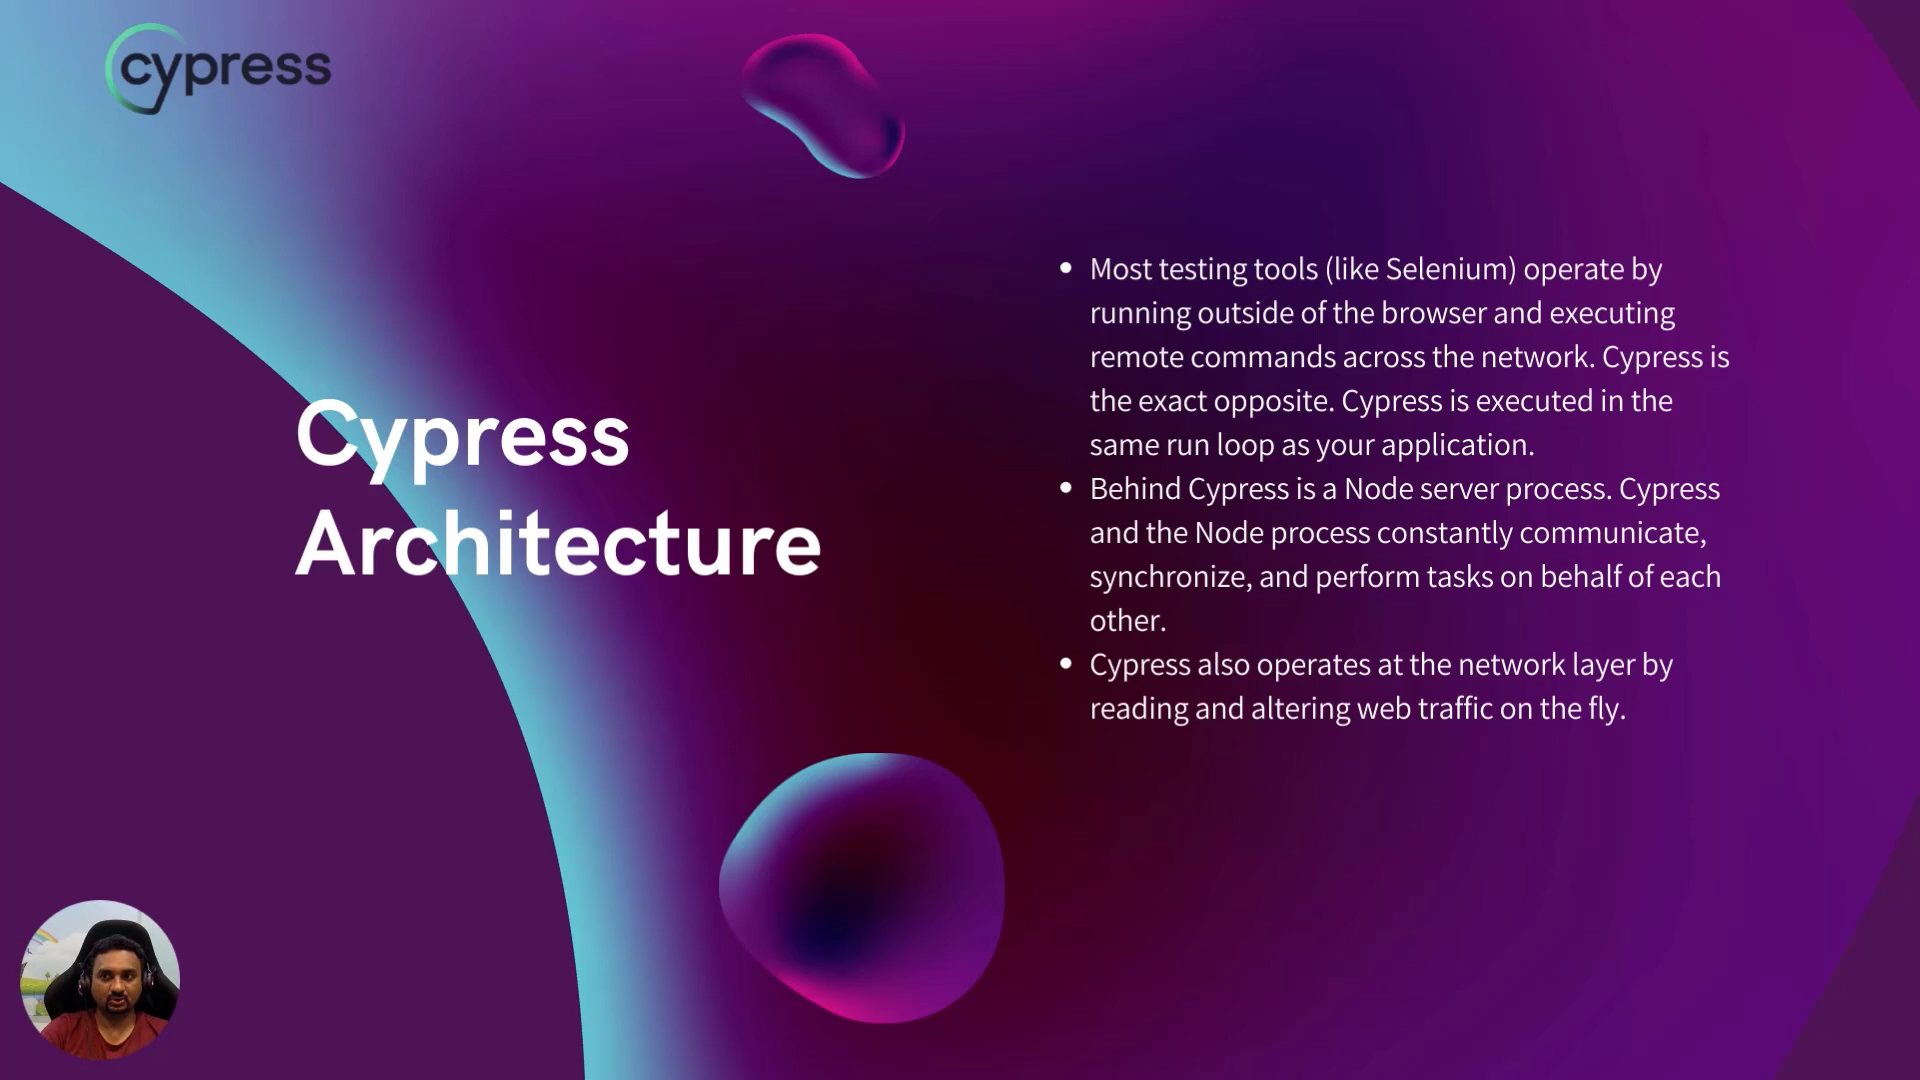 cypress
Cypress
Architecture
• Most testing tools (like Selenium) operate by
running outside of the browser and executing
remote commands across the network. Cypress is
the exact opposite. Cypress is executed in the
same run loop as your application.
• Behind Cypress is a Node server process. Cypress
and the Node process constantly communicate,
synchronize, and perform tasks on behalf of each
other.
• Cypress also operates at the network layer by
reading and altering web traffic on the fly.